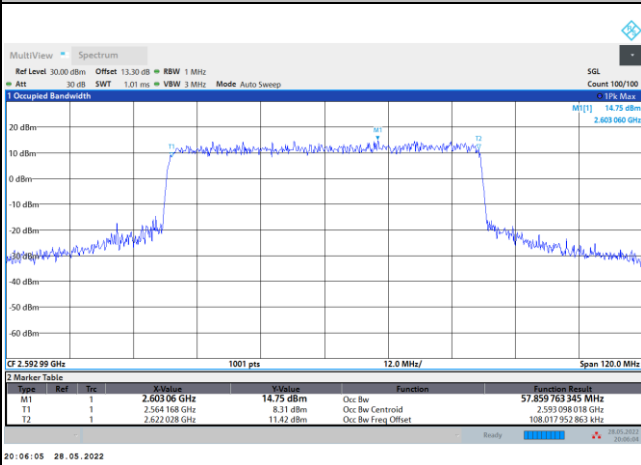 MultiView Spectrum
Ref Level 30.00 dBm Offset 13.30 dB RBW 1 MHz SGL
Att 30 dB SWT 1.01 ms VBW 3 MHz Mode Auto Sweep Count 100/100
1 Occupied Bandwidth 1Pk Max
M1[1] 14.75 dBm
2.603 060 GHz
20 dBm
M1
T2
T1
10 dBm
0 dBm
-10 dBm
-20 dBm
-30 dBm
-40 dBm
-50 dBm
-60 dBm
CF 2.592 99 GHz 1001 pts 12.0 MHz/ Span 120.0 MHz
2 Marker Table
Type Ref Trc X-Value Y-Value Function Function Result
M1 1 2.603 06 GHz 14.75 dBm Occ Bw 57.859 763 345 MHz
T1 1 2.564 168 GHz 8.31 dBm Occ Bw Centroid 2.593 098 018 GHz
T2 1 2.622 028 GHz 11.42 dBm Occ Bw Freq Offset 108.017 952 863 kHz
Ready 28.05.2022
20:06:04
20:06:05 28.05.2022